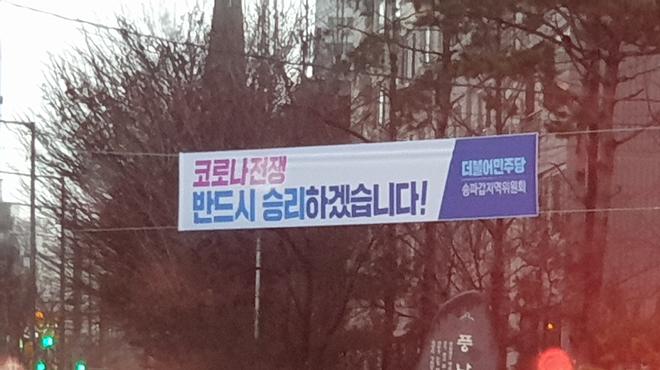 코로나전쟁
반드시 승리하겠습니다!
더불어민주당
송파갑지역위원회
풍